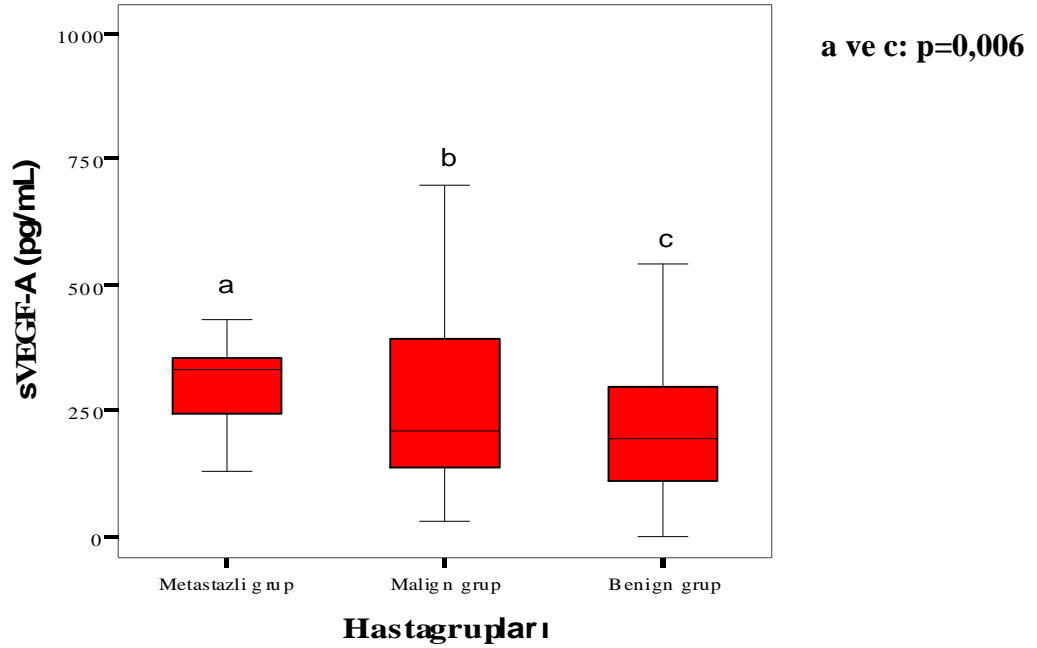 1000
a ve c: p=0,006
750
b
c
500
a
250
0
sVEGF-A (pg/mL)
Metastazli grup
Malign grup
Benign grup
Hastagrupları